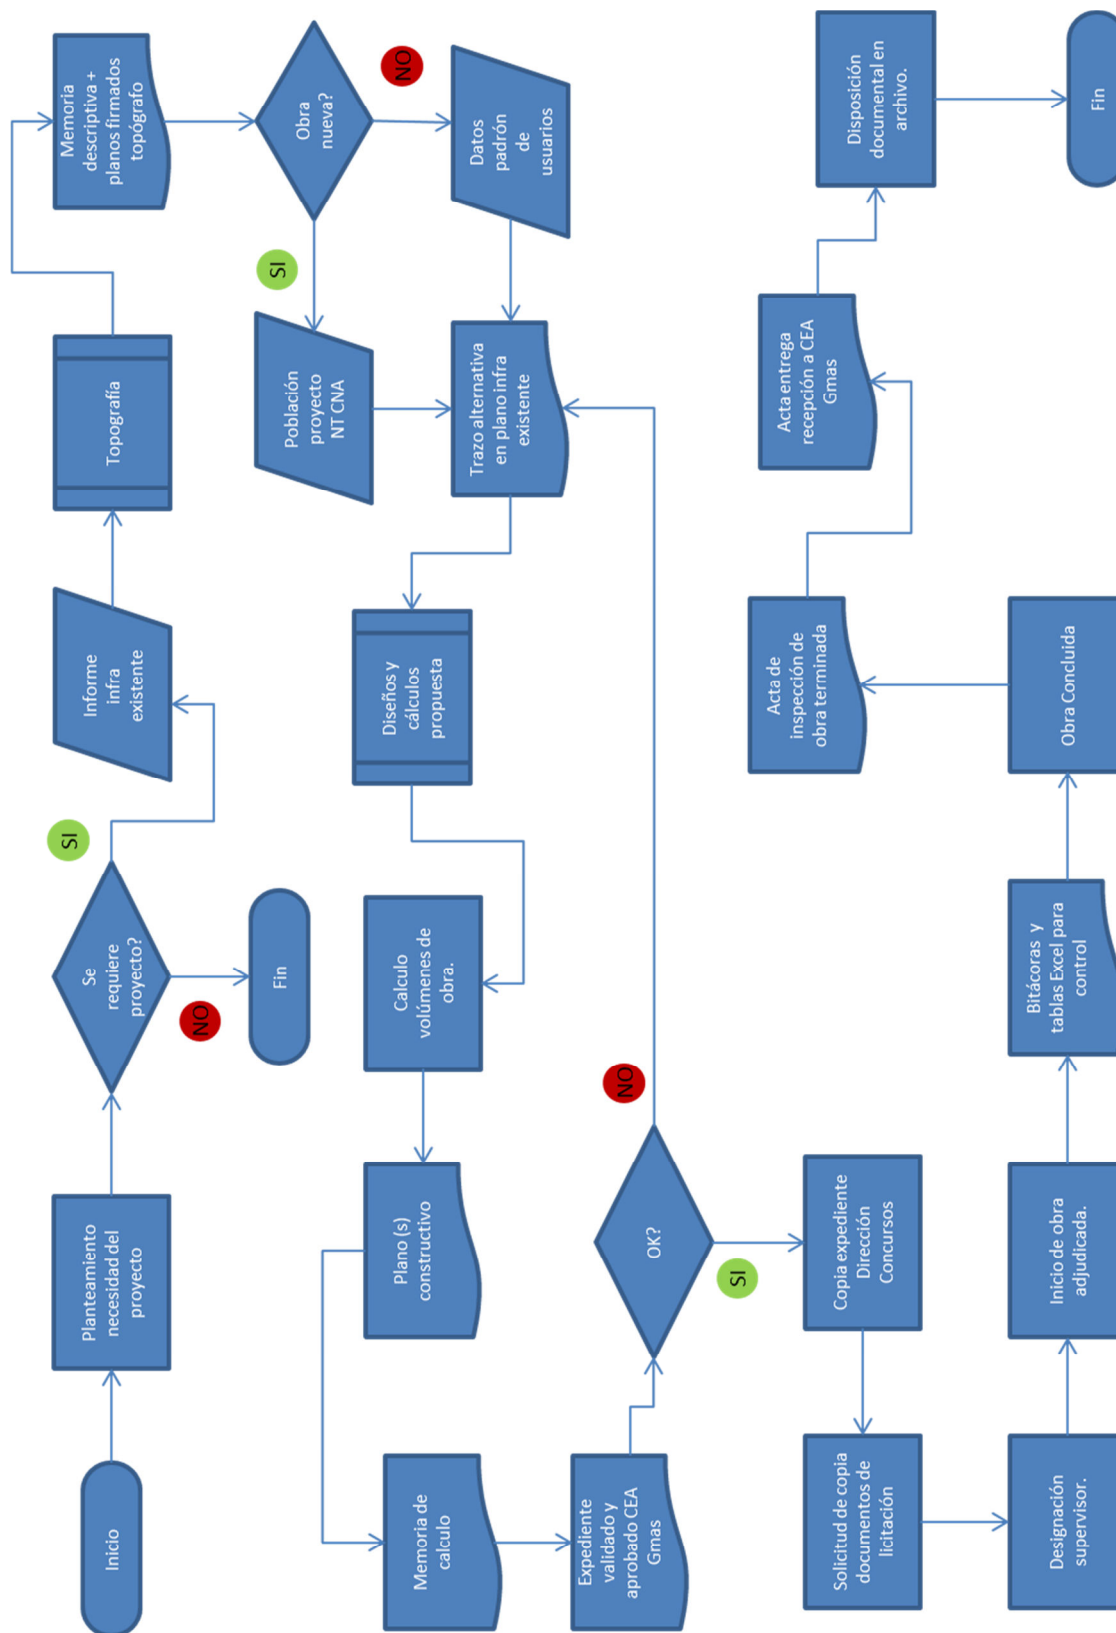 Inicio
Planteamiento
necesidad del
proyecto
Se
requiere
proyecto?
SI
NO
Fin
Informe
infra
existente
Topografía
Memoria
descriptiva +
planos firmados
topógrafo
Obra
nueva?
SI
NO
Población
proyecto
NT CNA
Datos
padrón
de
usuarios
Trazo alternativa
en plano infra
existente
Diseños y
cálculos
propuesta
Calculo
volúmenes de
obra.
Plano (s)
constructivo
Memoria de
calculo
Expediente
validado y
aprobado CEA
Gmas
OK?
NO
SI
Copia expediente
Dirección
Concursos
Solicitud de copia
documentos de
licitación
Designación
supervisor.
Inicio de obra
adjudicada.
Bitácoras y
tablas Excel para
control
Obra Concluida
Acta de
inspección de
obra terminada
Acta entrega
recepción a CEA
Gmas
Disposición
documental en
archivo.
Fin